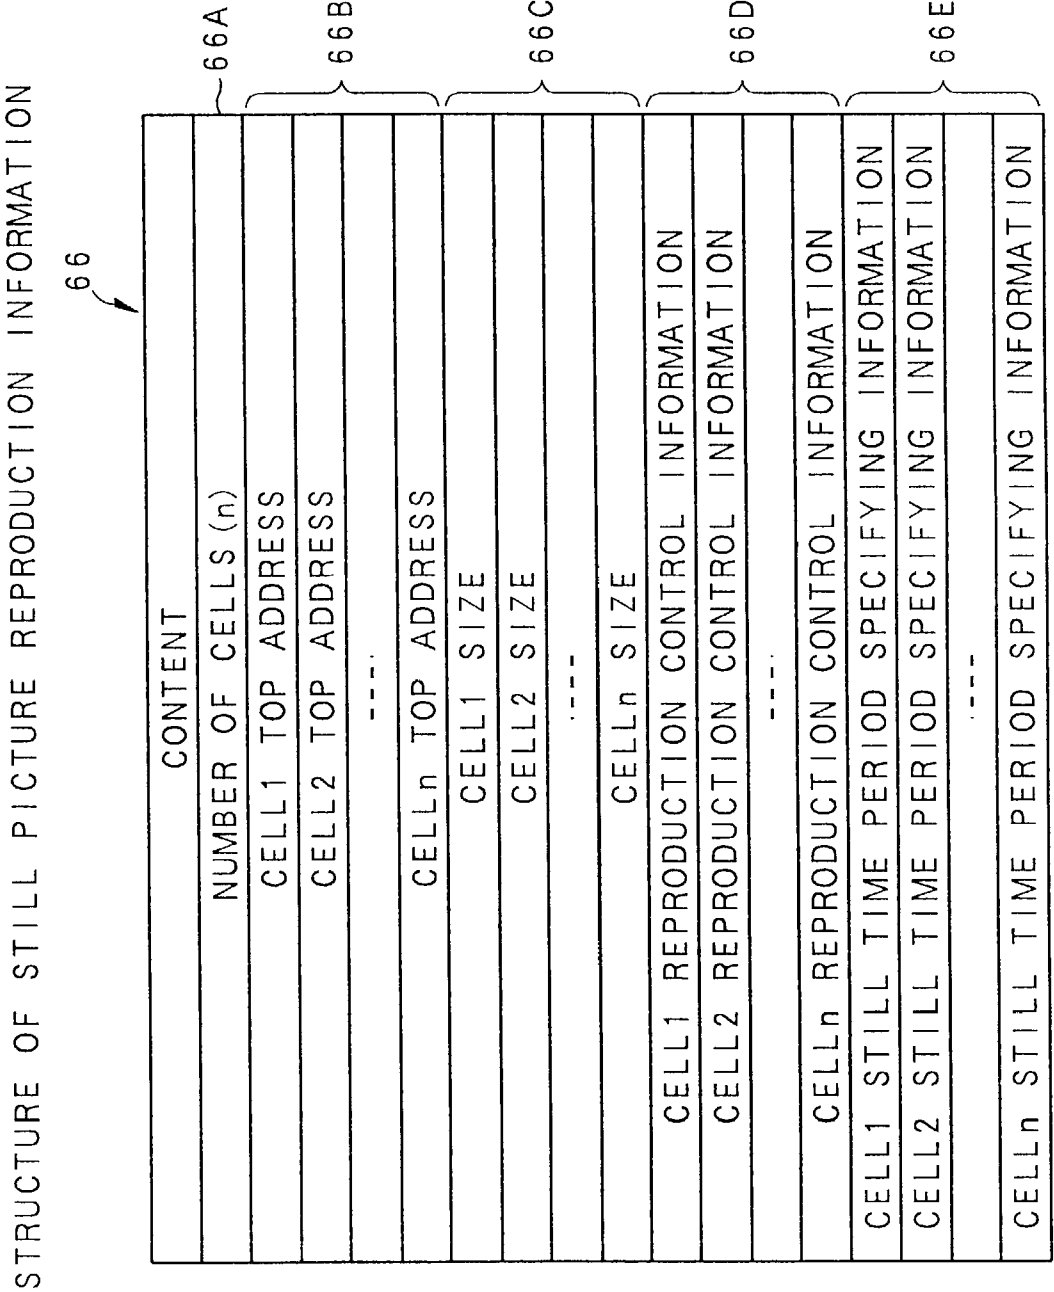 STRUCTURE OF STILL PICTURE REPRODUCTION INFORMATION
66
CONTENT
NUMBER OF CELLS (n)
66A
CELL1 TOP ADDRESS
CELL2 TOP ADDRESS
----
CELLn TOP ADDRESS
66B
CELL1 SIZE
CELL2 SIZE
----
CELLn SIZE
66C
CELL1 REPRODUCTION CONTROL INFORMATION
CELL2 REPRODUCTION CONTROL INFORMATION
----
CELLn REPRODUCTION CONTROL INFORMATION
66D
CELL1 STILL TIME PERIOD SPECIFYING INFORMATION
CELL2 STILL TIME PERIOD SPECIFYING INFORMATION
----
CELLn STILL TIME PERIOD SPECIFYING INFORMATION
66E